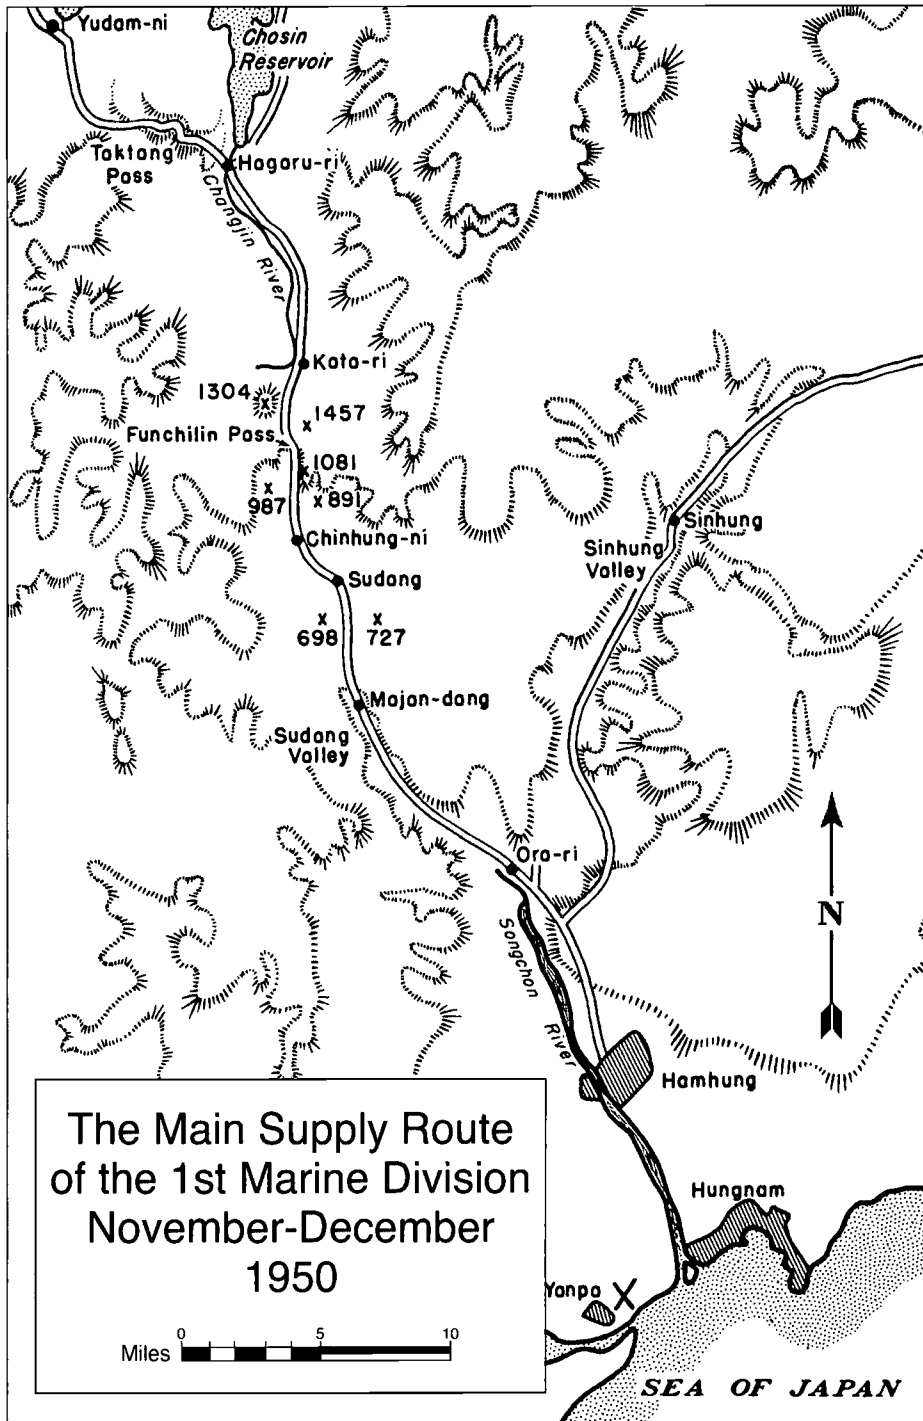 Yudam-ni
Chosin
Reservoir
Taktong
Pass
Hagaru-ri
Changjin River
Koto-ri
1304
1457
Funchilin Pass
1081
987
891
Chinhung-ni
Sudong
Sinhung
Sinhung
Valley
698
727
Majon-dong
Sudong
Valley
Oro-ri
N
Songchon River
Hamhung
The Main Supply Route
of the 1st Marine Division
November-December
1950
Hungnam
Yonpo
Miles 0 5 10
SEA OF JAPAN